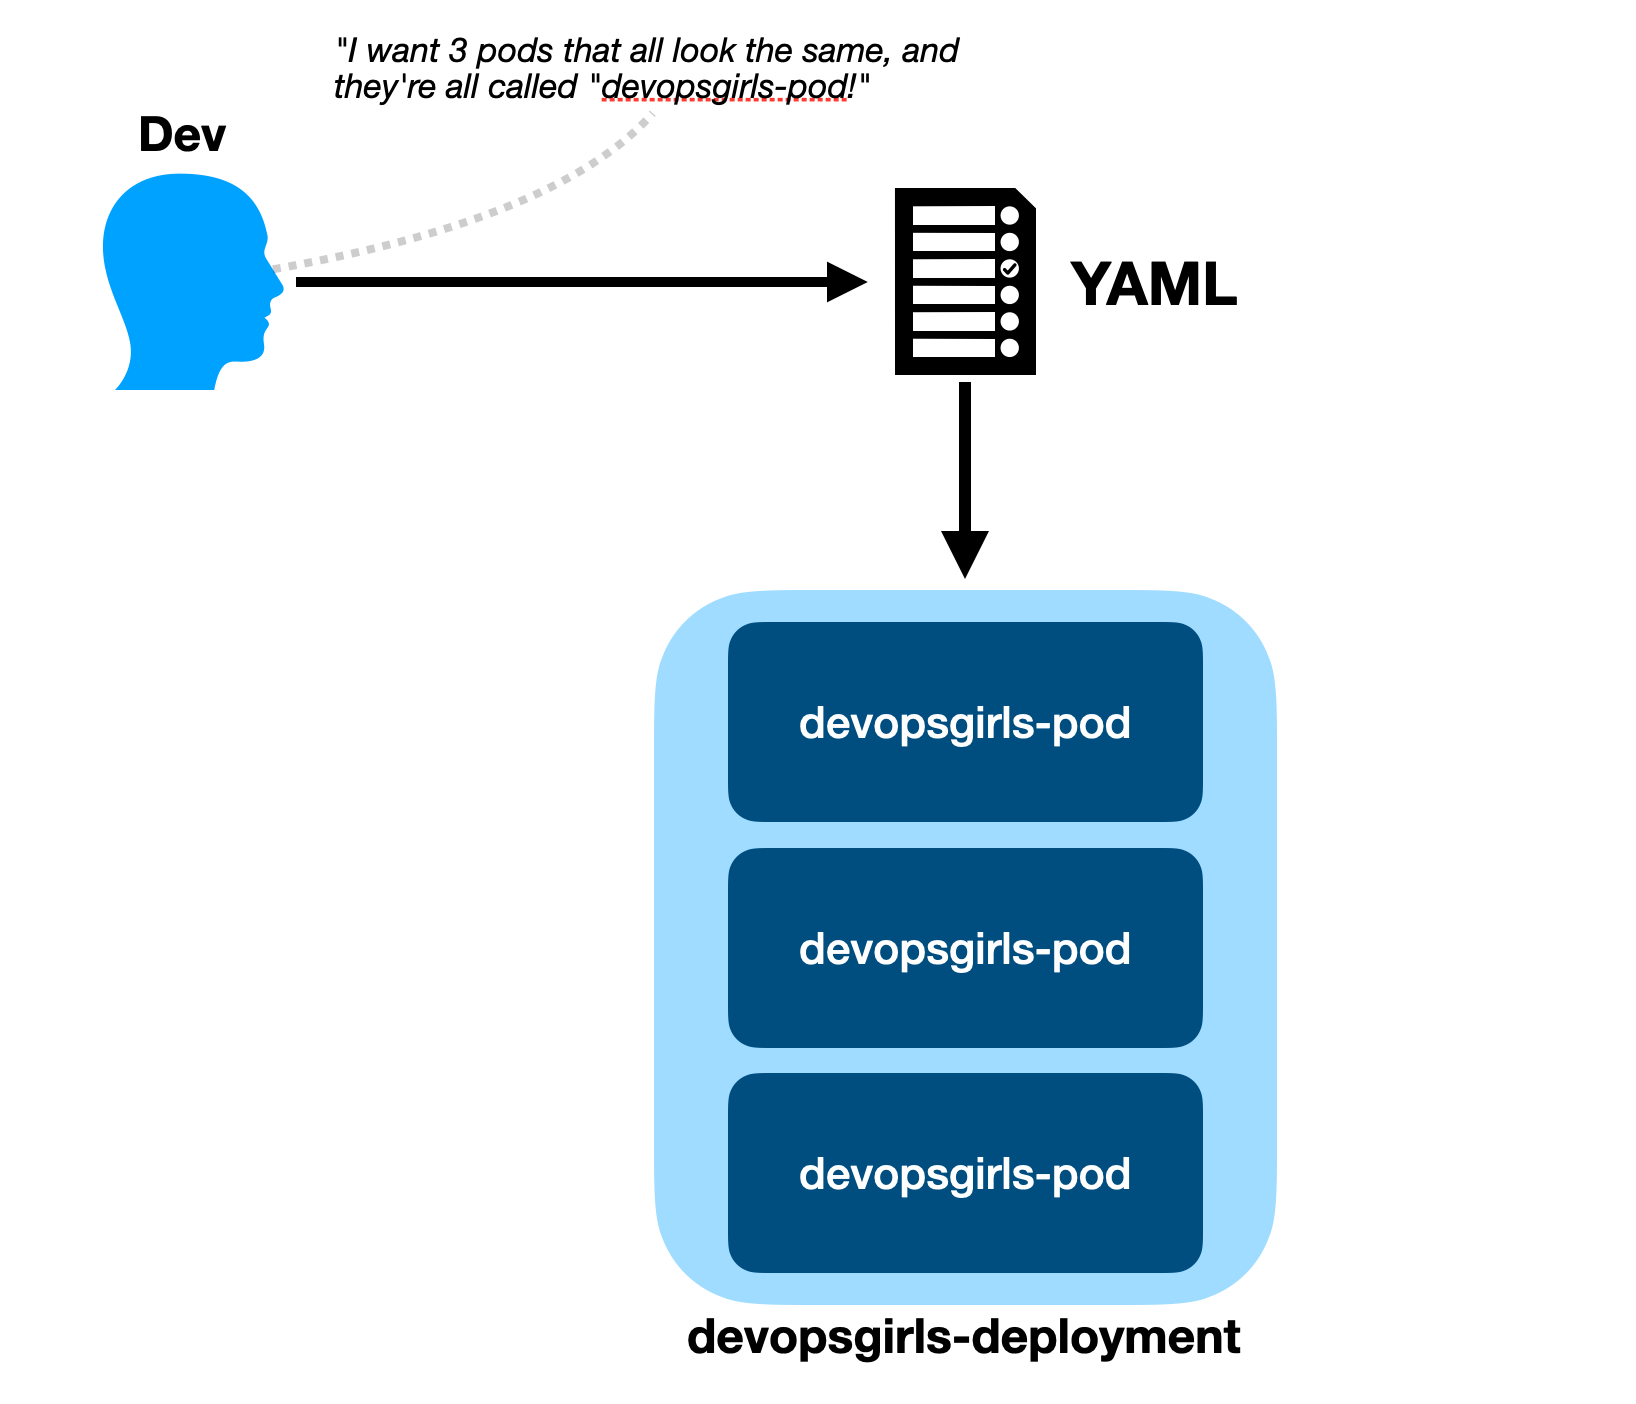 "I want 3 pods that all look the same, and
they're all called "devopsgirls-pod!"
Dev
YAML
devopsgirls-pod
devopsgirls-pod
devopsgirls-pod
devopsgirls-deployment